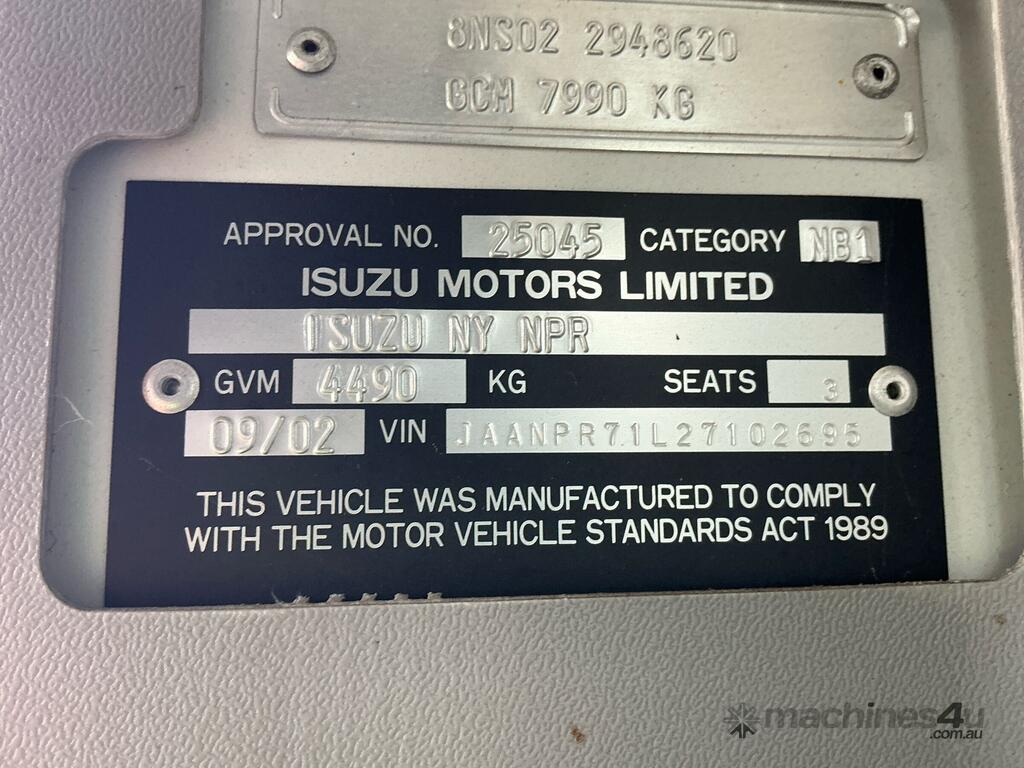 8NS02 2948620
GCM 7990 KG
APPROVAL NO. 25045 CATEGORY NB1
ISUZU MOTORS LIMITED
ISUZU NY NPR
GVM 4490 KG SEATS 3
09/02 VIN JAANPR71L27102695
THIS VEHICLE WAS MANUFACTURED TO COMPLY
WITH THE MOTOR VEHICLE STANDARDS ACT 1989
machines4u
.com.au